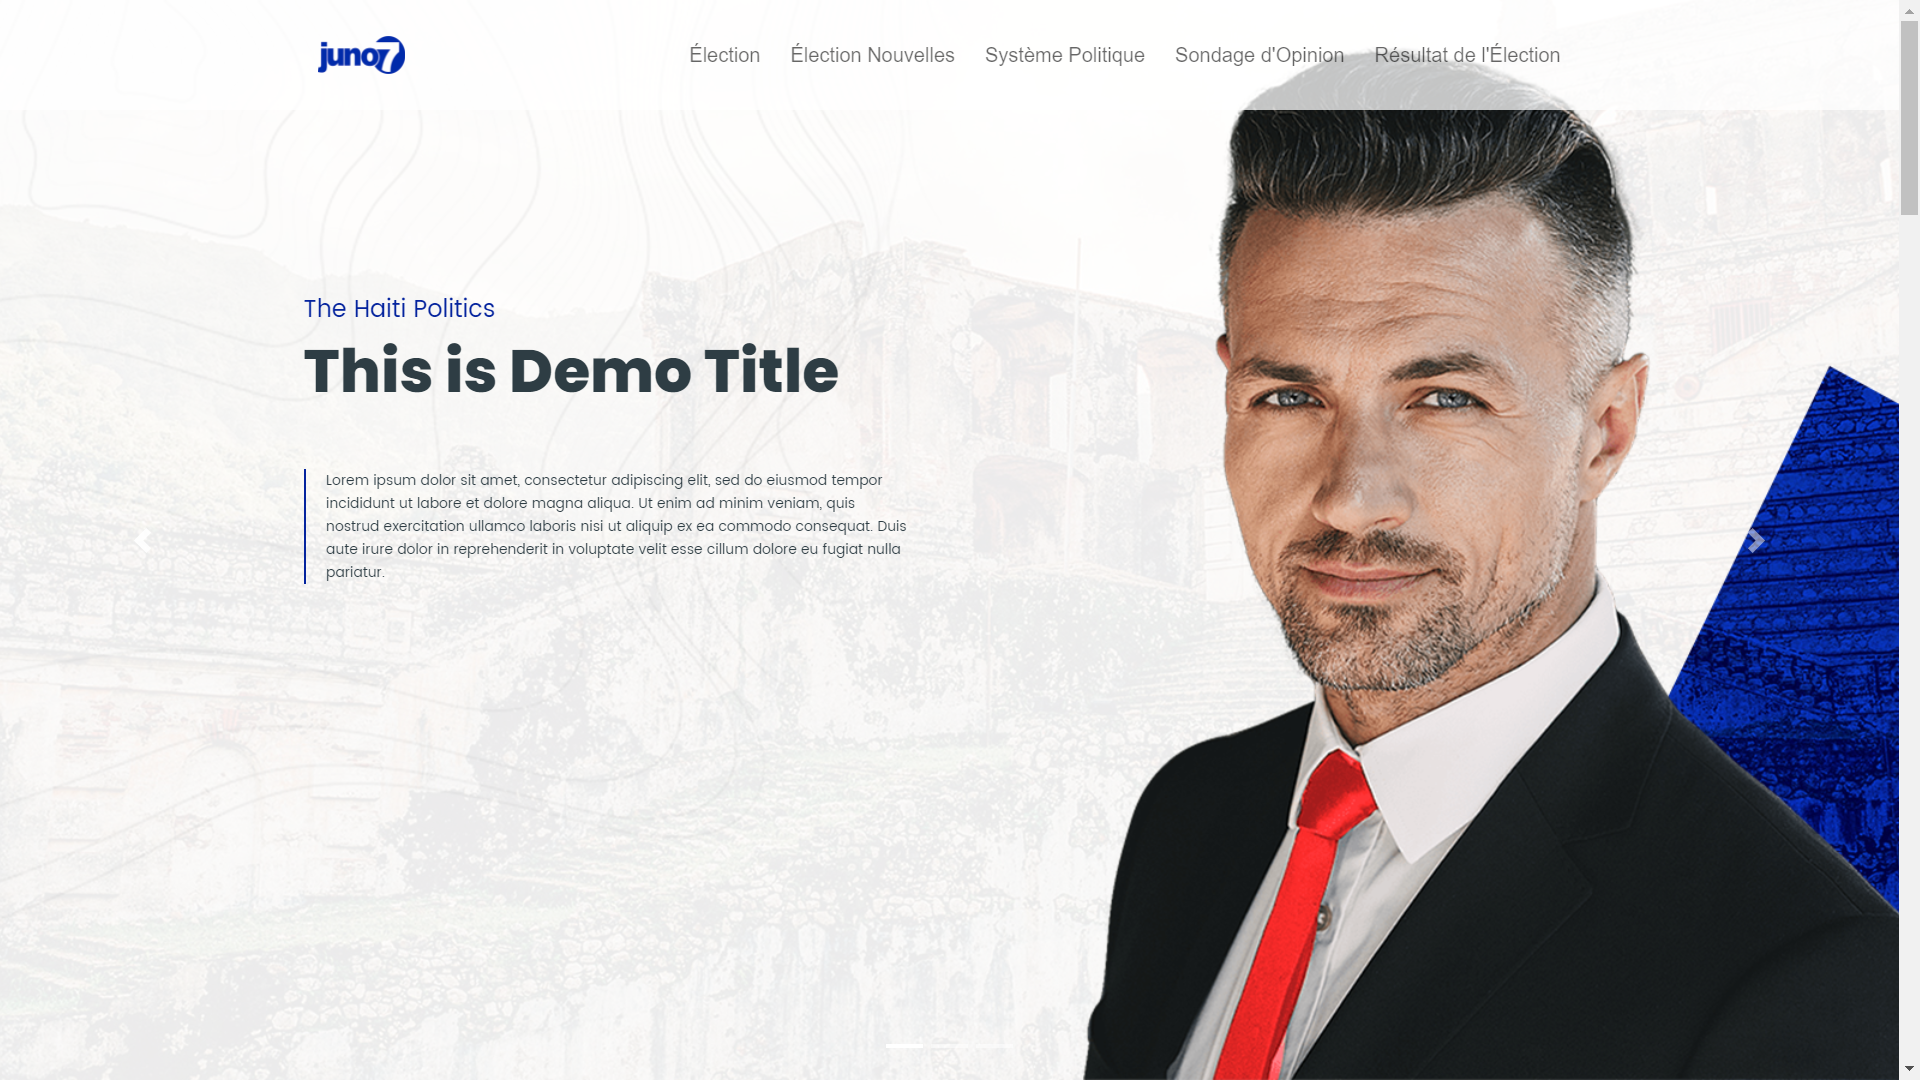 juno7
Élection
Élection Nouvelles
Système Politique
Sondage d'Opinion
Résultat de l'Élection
The Haiti Politics
This is Demo Title
Lorem ipsum dolor sit amet, consectetur adipiscing elit, sed do eiusmod tempor
incididunt ut labore et dolore magna aliqua. Ut enim ad minim veniam, quis
nostrud exercitation ullamco laboris nisi ut aliquip ex ea commodo consequat. Duis
aute irure dolor in reprehenderit in voluptate velit esse cillum dolore eu fugiat nulla
pariatur.